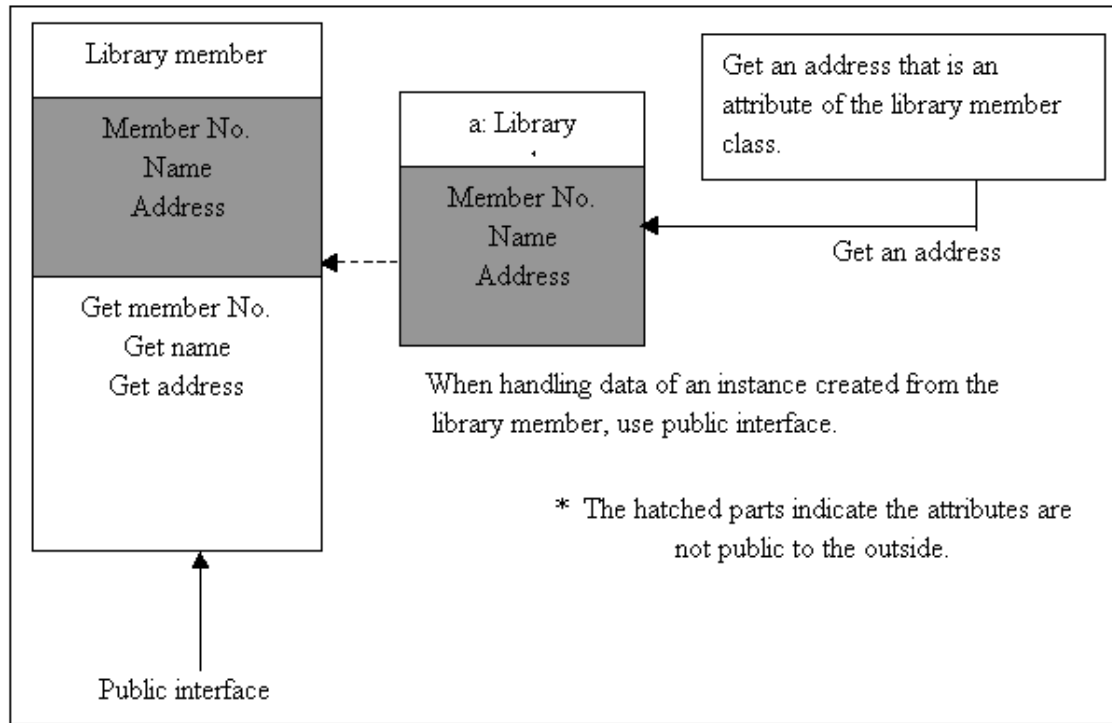 Library member
Member No.
Name
Address
Get member No.
Get name
Get address
Public interface
a: Library
Member No.
Name
Address
Get an address that is an
attribute of the library member
class.
Get an address
When handling data of an instance created from the
library member, use public interface.
* The hatched parts indicate the attributes are
not public to the outside.